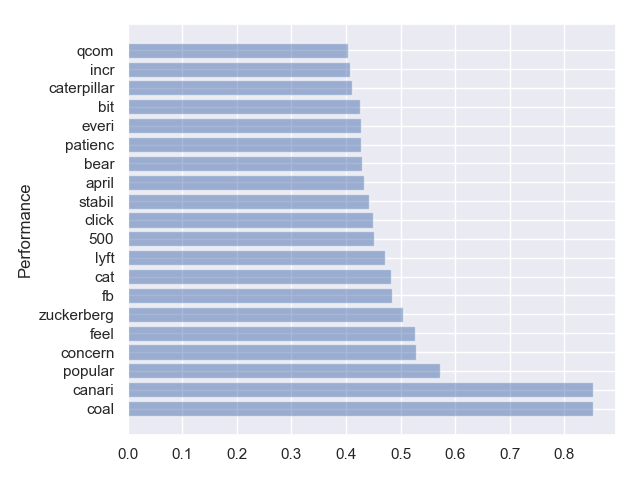 qcom
incr
caterpillar
bit
everi
patienc
bear
april
stabil
click
500
lyft
cat
fb
zuckerberg
feel
concern
popular
canari
coal
Performance
0.0 0.1 0.2 0.3 0.4 0.5 0.6 0.7 0.8